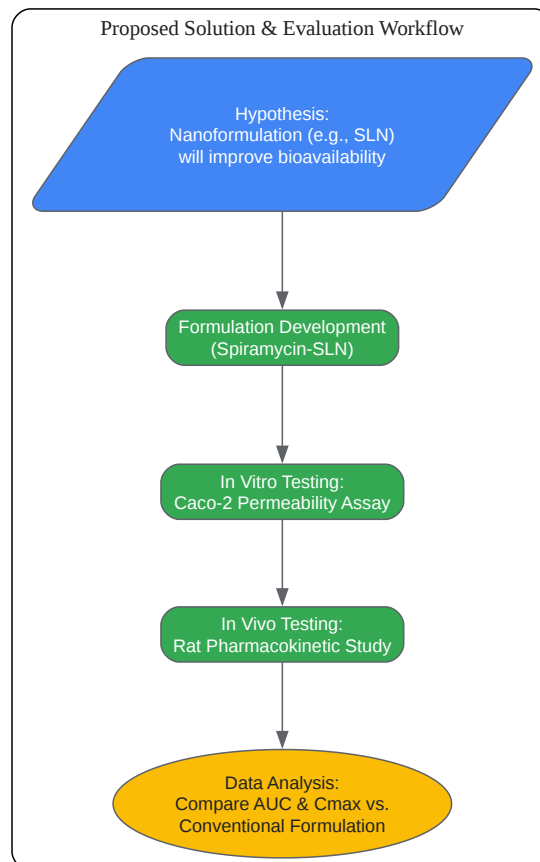 Proposed Solution & Evaluation Workflow
Hypothesis:
Nanoformulation (e.g., SLN)
will improve bioavailability
Formulation Development
(Spiramycin-SLN)
In Vitro Testing:
Caco-2 Permeability Assay
In Vivo Testing:
Rat Pharmacokinetic Study
Data Analysis:
Compare AUC & Cmax vs.
Conventional Formulation